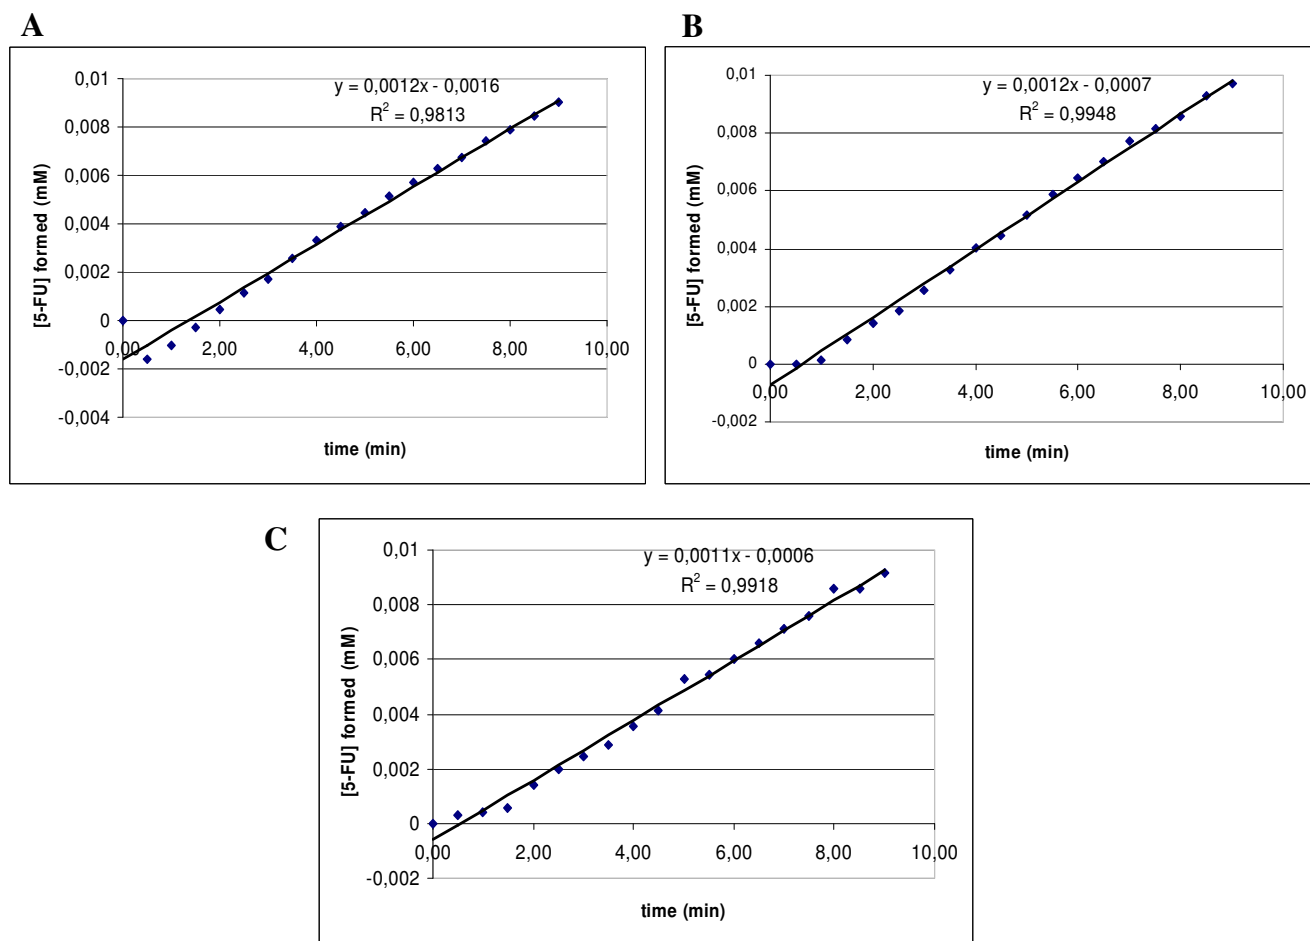 A
y = 0,0012x - 0,0016
R² = 0,9813
0,01
0,008
0,006
0,004
0,002
0
-0,002
-0,004
0,00 2,00 4,00 6,00 8,00 10,00
[5-FU] formed (mM)
time (min)
B
y = 0,0012x - 0,0007
R² = 0,9948
0,01
0,008
0,006
0,004
0,002
0
-0,002
0,00 2,00 4,00 6,00 8,00 10,00
[5-FU] formed (mM)
time (min)
C
y = 0,0011x - 0,0006
R² = 0,9918
0,01
0,008
0,006
0,004
0,002
0
-0,002
0,00 2,00 4,00 6,00 8,00 10,00
[5-FU] formed (mM)
time (min)